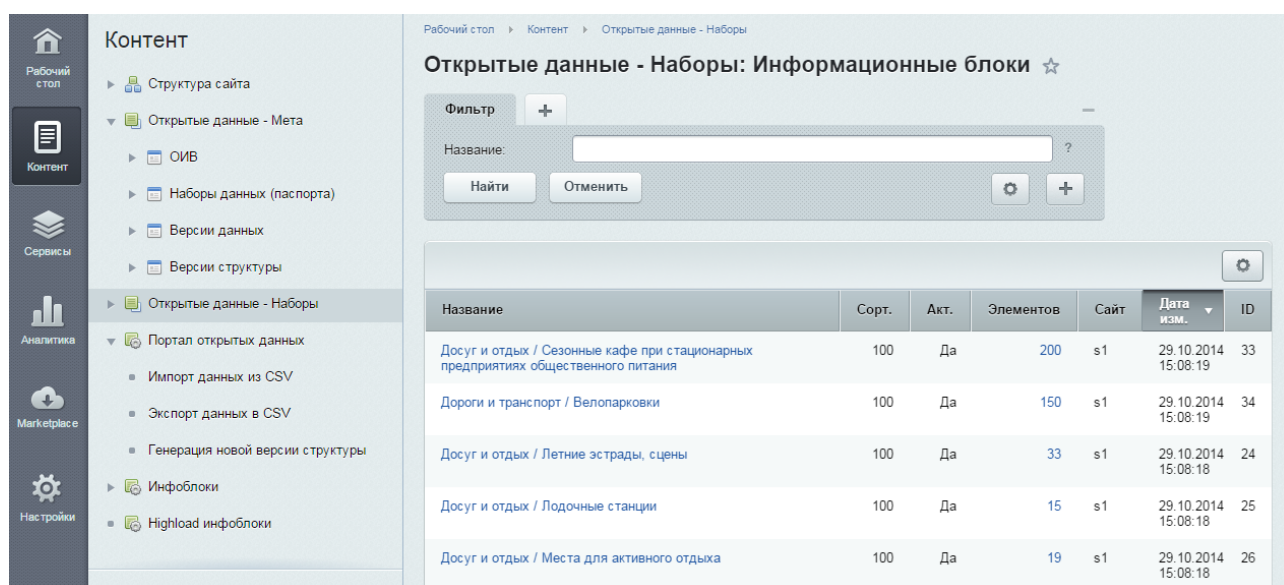 Рабочий
стол
Контент
Сервисы
Аналитика
Marketplace
Настройки
Контент
Структура сайта
Открытые данные - Мета
ОИВ
Наборы данных (паспорта)
Версии данных
Версии структуры
Открытые данные - Наборы
Портал открытых данных
Импорт данных из CSV
Экспорт данных в CSV
Генерация новой версии структуры
Инфоблоки
Highload инфоблоки
Рабочий стол Контент Открытые данные - Наборы
Открытые данные - Наборы: Информационные блоки
Фильтр
Название: ?
Найти Отменить
Название Сорт. Акт. Элементов Сайт Дата изм. ID
Досуг и отдых / Сезонные кафе при стационарных 100 Да 200 s1 29.10.2014 33
предприятиях общественного питания 15:08:19
Дороги и транспорт / Велопарковки 100 Да 150 s1 29.10.2014 34
15:08:19
Досуг и отдых / Летние эстрады, сцены 100 Да 33 s1 29.10.2014 24
15:08:18
Досуг и отдых / Лодочные станции 100 Да 15 s1 29.10.2014 25
15:08:18
Досуг и отдых / Места для активного отдыха 100 Да 19 s1 29.10.2014 26
15:08:18